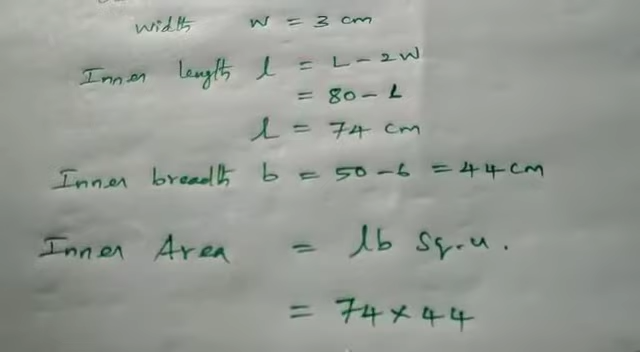 Width w = 3 cm
Inner length l = L - 2W
= 80 - L
l = 74 cm
Inner breadth b = 50 - 6 = 44 cm
Inner Area = lb sq.u.
= 74 × 44